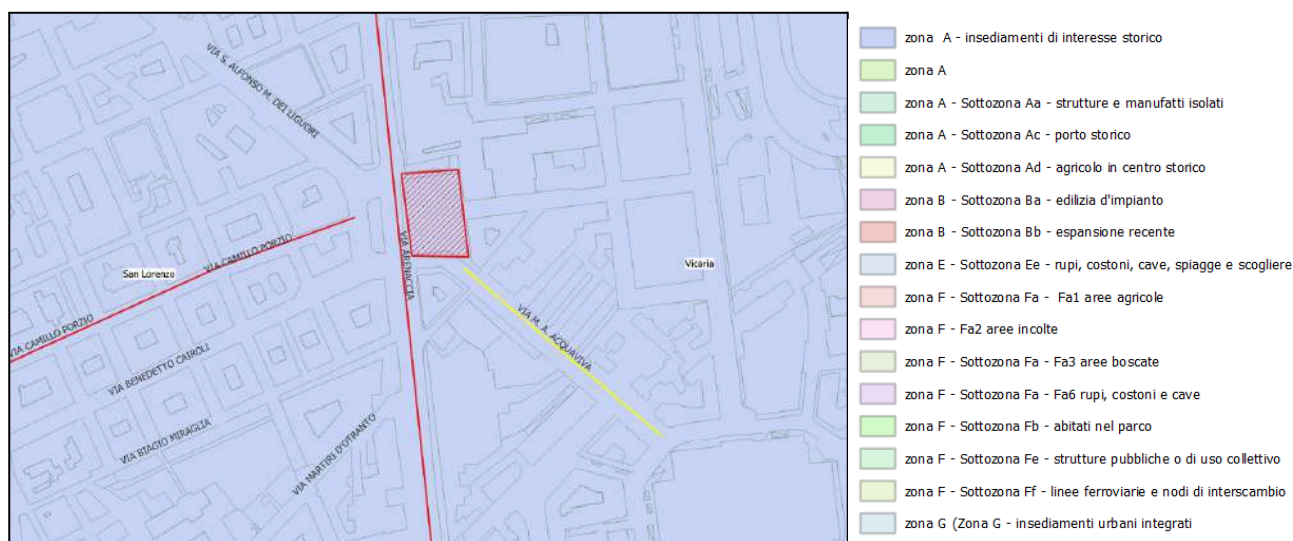 VIA S. ALFONSO M. DEI LIGUORI
VIA CAMILLO PORZIO
San Lorenzo
VIA CAMILLO PORZIO
VIA ARENACCIA
Vicaria
VIA M. A. ACQUAVIVA
VIA BENEDETTO CAIROLI
VIA BIAGIO MIRAGLIA
VIA MARTIRI D'OTRANTO
zona A - insediamenti di interesse storico
zona A
zona A - Sottozona Aa - strutture e manufatti isolati
zona A - Sottozona Ac - porto storico
zona A - Sottozona Ad - agricolo in centro storico
zona B - Sottozona Ba - edilizia d'impianto
zona B - Sottozona Bb - espansione recente
zona E - Sottozona Ee - rupi, costoni, cave, spiagge e scogliere
zona F - Sottozona Fa - Fa1 aree agricole
zona F - Fa2 aree incolte
zona F - Sottozona Fa - Fa3 aree boscate
zona F - Sottozona Fa - Fa6 rupi, costoni e cave
zona F - Sottozona Fb - abitati nel parco
zona F - Sottozona Fe - strutture pubbliche o di uso collettivo
zona F - Sottozona Ff - linee ferroviarie e nodi di interscambio
zona G (Zona G - insediamenti urbani integrati